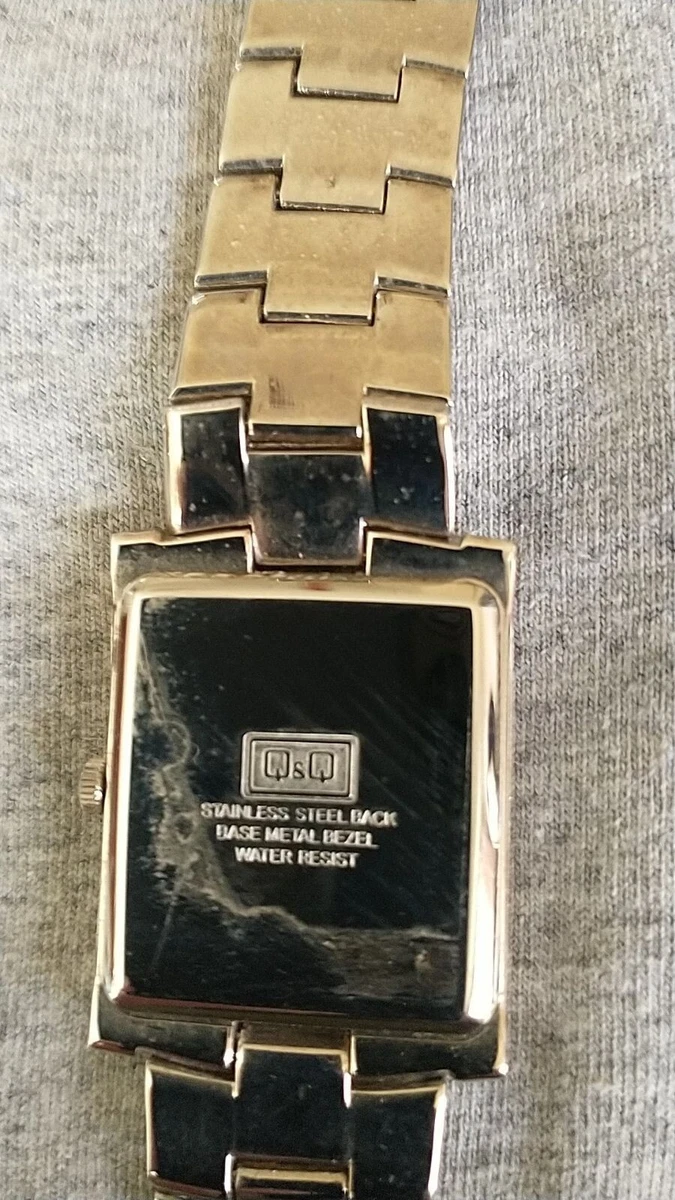 Q&Q
STAINLESS STEEL BACK
BASE METAL BEZEL
WATER RESIST